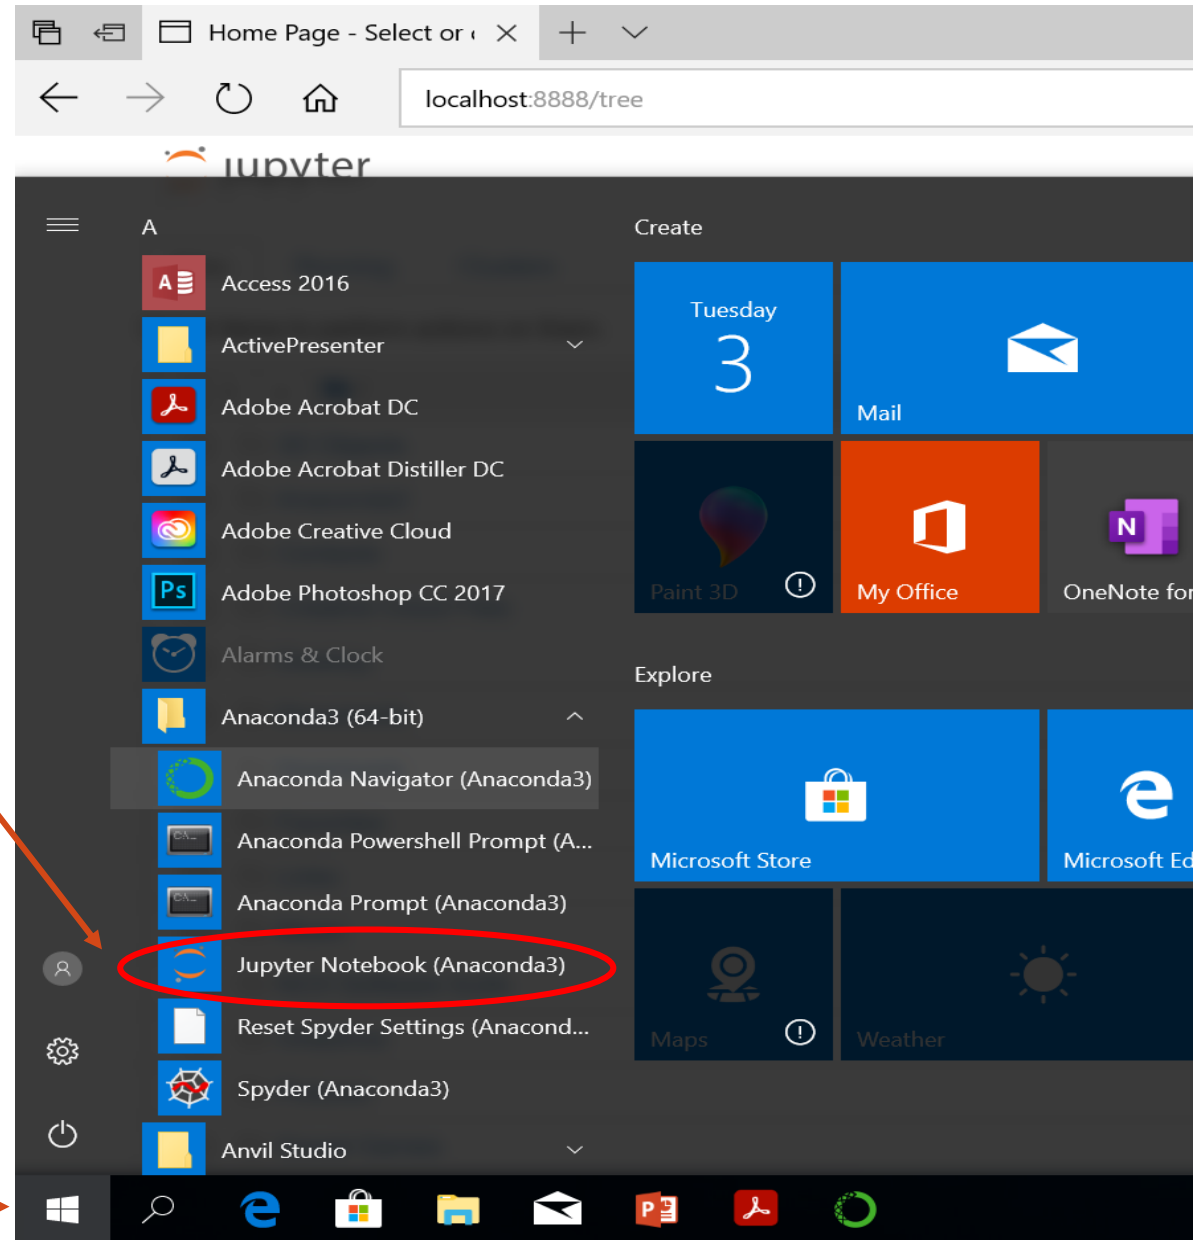 Home Page - Select or c
localhost:8888/tree
jupyter
A
Access 2016
ActivePresenter
Adobe Acrobat DC
Adobe Acrobat Distiller DC
Adobe Creative Cloud
Ps Adobe Photoshop CC 2017
Alarms & Clock
Anaconda3 (64-bit)
Anaconda Navigator (Anaconda3)
Anaconda Powershell Prompt (A...
Anaconda Prompt (Anaconda3)
Jupyter Notebook (Anaconda3)
Reset Spyder Settings (Anacond...
Spyder (Anaconda3)
Anvil Studio
Create
Tuesday
3
Mail
Paint 3D
My Office
N
OneNote for
Explore
Microsoft Store
Microsoft Ed
Maps
Weather